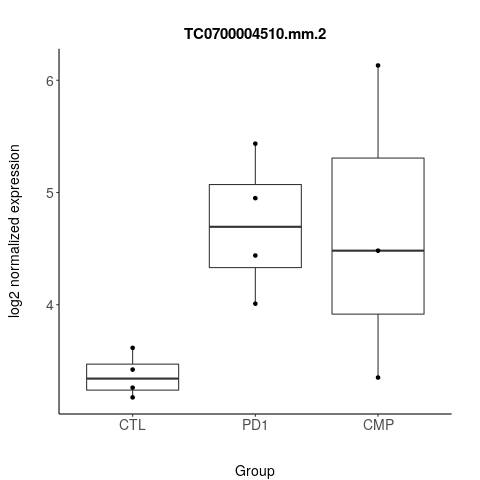 TC0700004510.mm.2
log2 normalized expression
6
5
4
CTL
PD1
CMP
Group